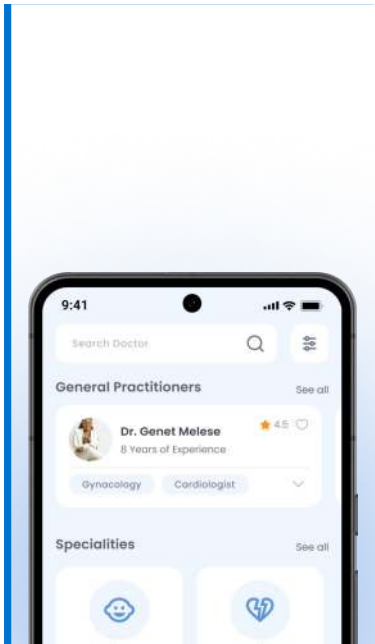 9:41
Search Doctor
General Practitioners See all
Dr. Genet Melese 4.5
8 Years of Experience
Gynacology Cardiologist
Specialities See all